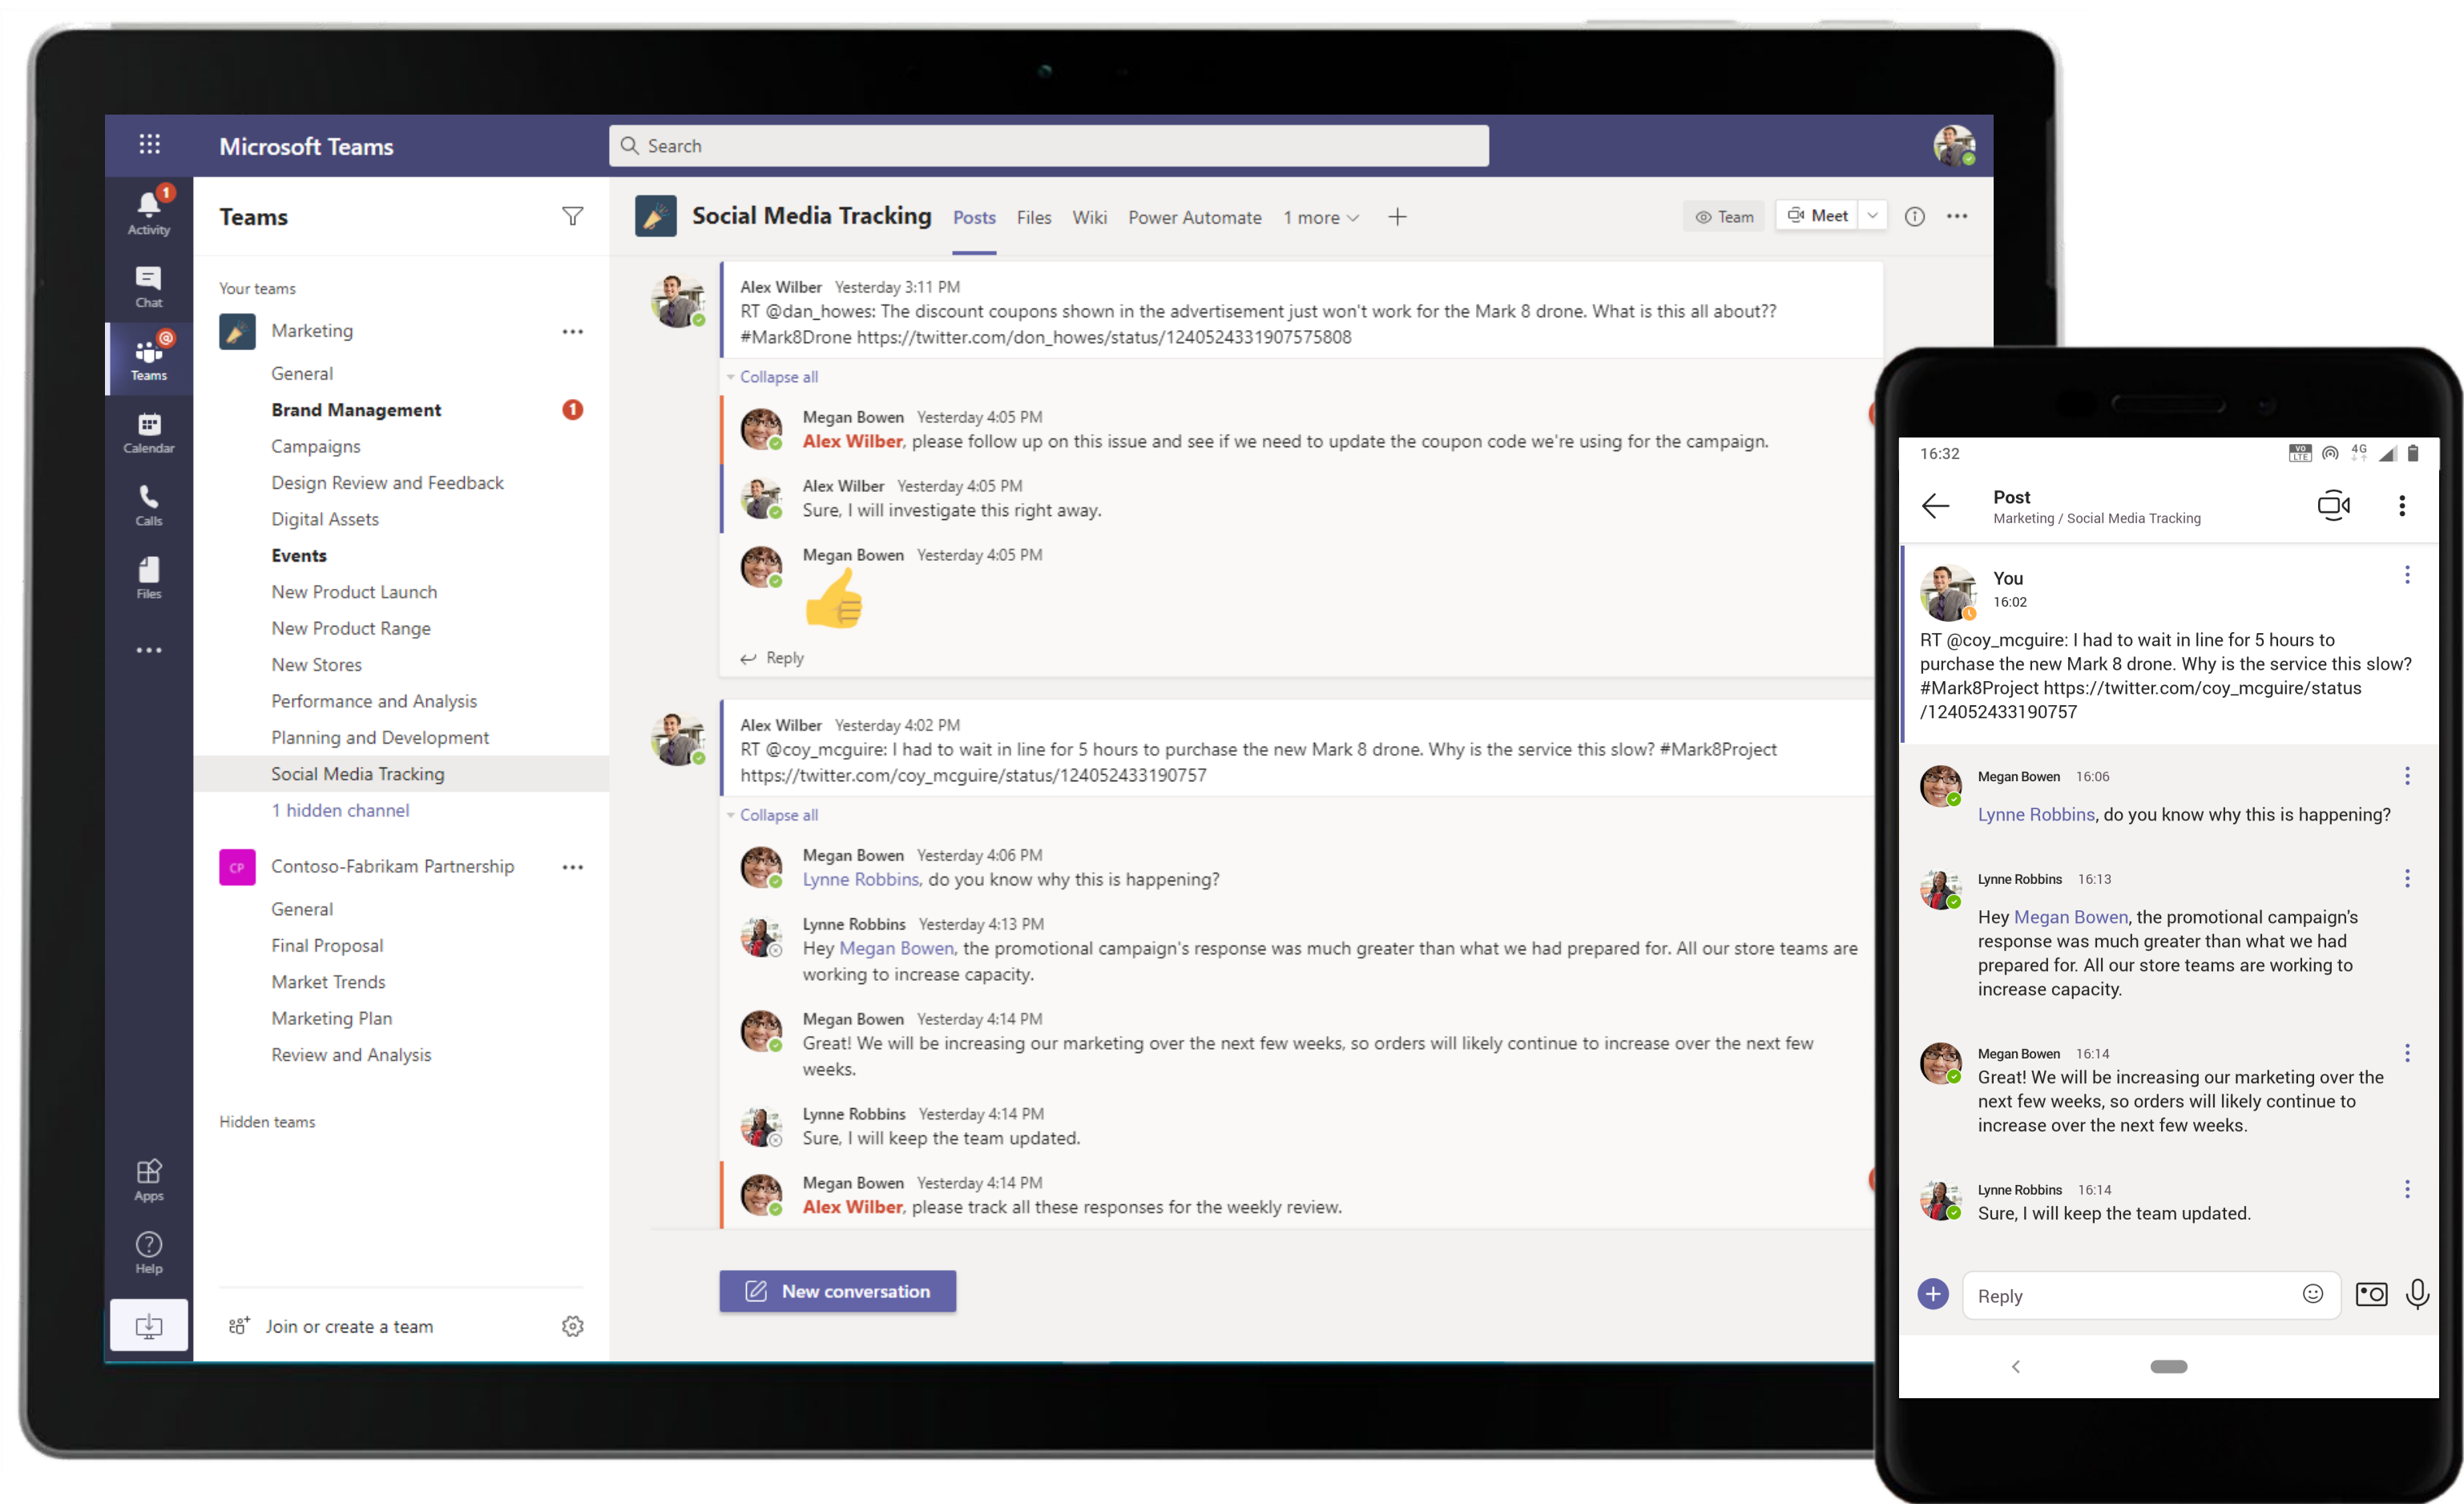 Microsoft Teams
Search
1
Activity
Chat
@
Teams
Calendar
Calls
Files
Apps
Help
Teams
Your teams
Marketing
General
Brand Management
1
Campaigns
Design Review and Feedback
Digital Assets
Events
New Product Launch
New Product Range
New Stores
Performance and Analysis
Planning and Development
Social Media Tracking
1 hidden channel
CP
Contoso-Fabrikam Partnership
General
Final Proposal
Market Trends
Marketing Plan
Review and Analysis
Hidden teams
Join or create a team
Social Media Tracking Posts Files Wiki Power Automate 1 more
Team Meet
Alex Wilber Yesterday 3:11 PM
RT @dan_howes: The discount coupons shown in the advertisement just won't work for the Mark 8 drone. What is this all about??
#Mark8Drone https://twitter.com/don_howes/status/1240524331907575808
Collapse all
Megan Bowen Yesterday 4:05 PM
Alex Wilber, please follow up on this issue and see if we need to update the coupon code we're using for the campaign.
Alex Wilber Yesterday 4:05 PM
Sure, I will investigate this right away.
Megan Bowen Yesterday 4:05 PM
Reply
Alex Wilber Yesterday 4:02 PM
RT @coy_mcguire: I had to wait in line for 5 hours to purchase the new Mark 8 drone. Why is the service this slow? #Mark8Project
https://twitter.com/coy_mcguire/status/124052433190757
Collapse all
Megan Bowen Yesterday 4:06 PM
Lynne Robbins, do you know why this is happening?
Lynne Robbins Yesterday 4:13 PM
Hey Megan Bowen, the promotional campaign's response was much greater than what we had prepared for. All our store teams are
working to increase capacity.
Megan Bowen Yesterday 4:14 PM
Great! We will be increasing our marketing over the next few weeks, so orders will likely continue to increase over the next few
weeks.
Lynne Robbins Yesterday 4:14 PM
Sure, I will keep the team updated.
Megan Bowen Yesterday 4:14 PM
Alex Wilber, please track all these responses for the weekly review.
New conversation
16:32
VO LTE 4G
Post
Marketing / Social Media Tracking
You
16:02
RT @coy_mcguire: I had to wait in line for 5 hours to
purchase the new Mark 8 drone. Why is the service this slow?
#Mark8Project https://twitter.com/coy_mcguire/status
/124052433190757
Megan Bowen 16:06
Lynne Robbins, do you know why this is happening?
Lynne Robbins 16:13
Hey Megan Bowen, the promotional campaign's
response was much greater than what we had
prepared for. All our store teams are working to
increase capacity.
Megan Bowen 16:14
Great! We will be increasing our marketing over the
next few weeks, so orders will likely continue to
increase over the next few weeks.
Lynne Robbins 16:14
Sure, I will keep the team updated.
Reply